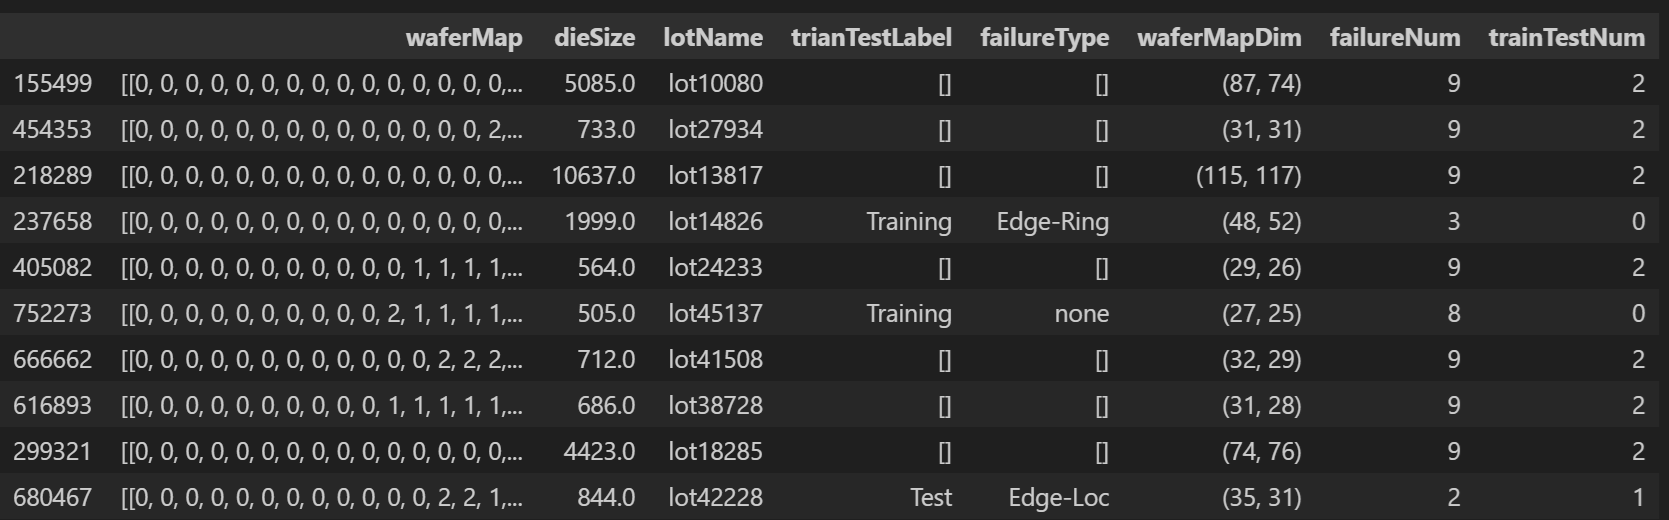 waferMap dieSize lotName trianTestLabel failureType waferMapDim failureNum trainTestNum
155499 [[0, 0, 0, 0, 0, 0, 0, 0, 0, 0, 0, 0, 0, 0, 0,... 5085.0 lot10080 [] [] (87, 74) 9 2
454353 [[0, 0, 0, 0, 0, 0, 0, 0, 0, 0, 0, 0, 0, 0, 2,... 733.0 lot27934 [] [] (31, 31) 9 2
218289 [[0, 0, 0, 0, 0, 0, 0, 0, 0, 0, 0, 0, 0, 0, 0,... 10637.0 lot13817 [] [] (115, 117) 9 2
237658 [[0, 0, 0, 0, 0, 0, 0, 0, 0, 0, 0, 0, 0, 0, 0,... 1999.0 lot14826 Training Edge-Ring (48, 52) 3 0
405082 [[0, 0, 0, 0, 0, 0, 0, 0, 0, 0, 0, 1, 1, 1, 1,... 564.0 lot24233 [] [] (29, 26) 9 2
752273 [[0, 0, 0, 0, 0, 0, 0, 0, 0, 0, 2, 1, 1, 1, 1,... 505.0 lot45137 Training none (27, 25) 8 0
666662 [[0, 0, 0, 0, 0, 0, 0, 0, 0, 0, 0, 0, 2, 2, 2,... 712.0 lot41508 [] [] (32, 29) 9 2
616893 [[0, 0, 0, 0, 0, 0, 0, 0, 0, 0, 1, 1, 1, 1, 1,... 686.0 lot38728 [] [] (31, 28) 9 2
299321 [[0, 0, 0, 0, 0, 0, 0, 0, 0, 0, 0, 0, 0, 0, 0,... 4423.0 lot18285 [] [] (74, 76) 9 2
680467 [[0, 0, 0, 0, 0, 0, 0, 0, 0, 0, 0, 0, 2, 2, 1,... 844.0 lot42228 Test Edge-Loc (35, 31) 2 1